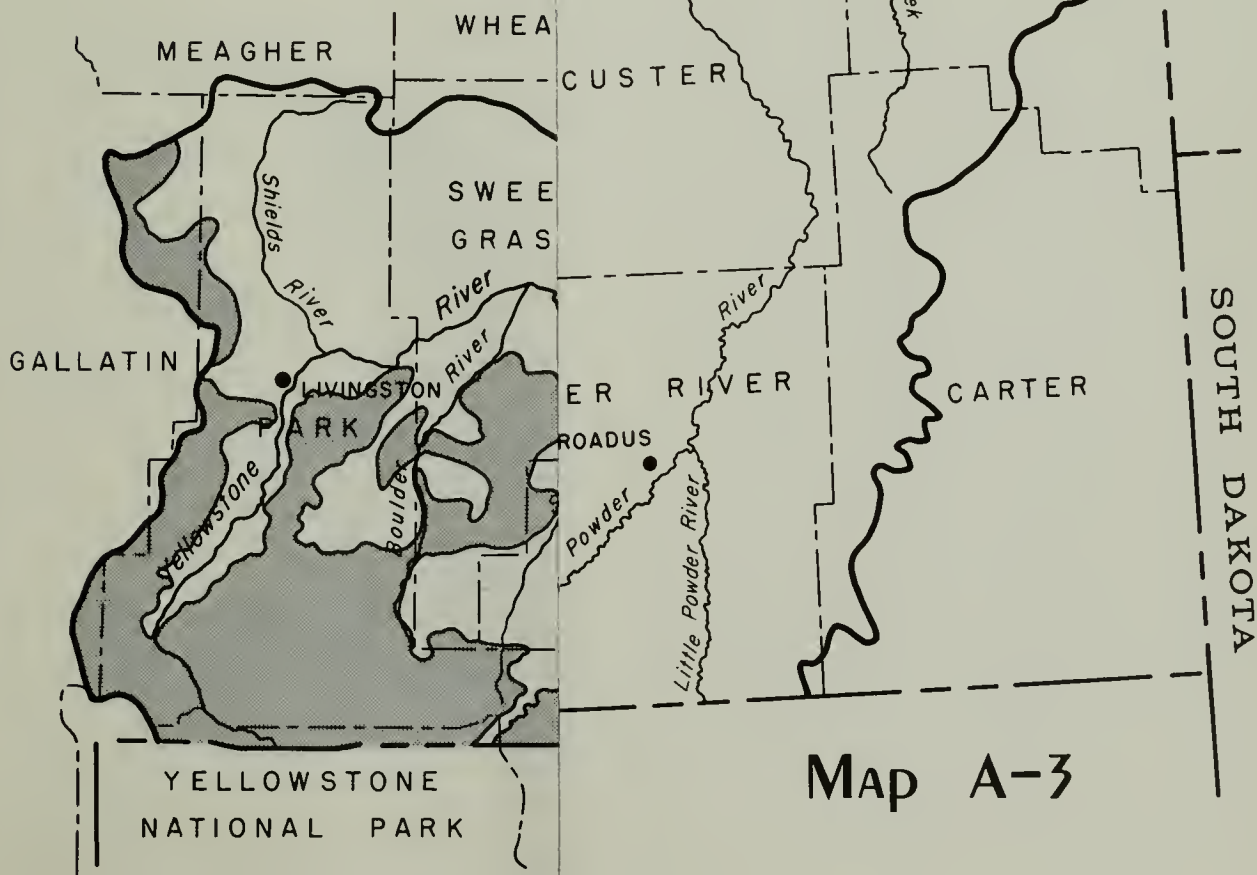 MEAGHER
WHEA
SWEE
GRAS
Shields
River
River
River
GALLATIN
LIVINGSTON
PARK
Yellowstone
Boulder
YELLOWSTONE
NATIONAL PARK
ek
CUSTER
River
ER RIVER
CARTER
ROADUS
Powder
Little Powder River
SOUTH DAKOTA
MAP A-3